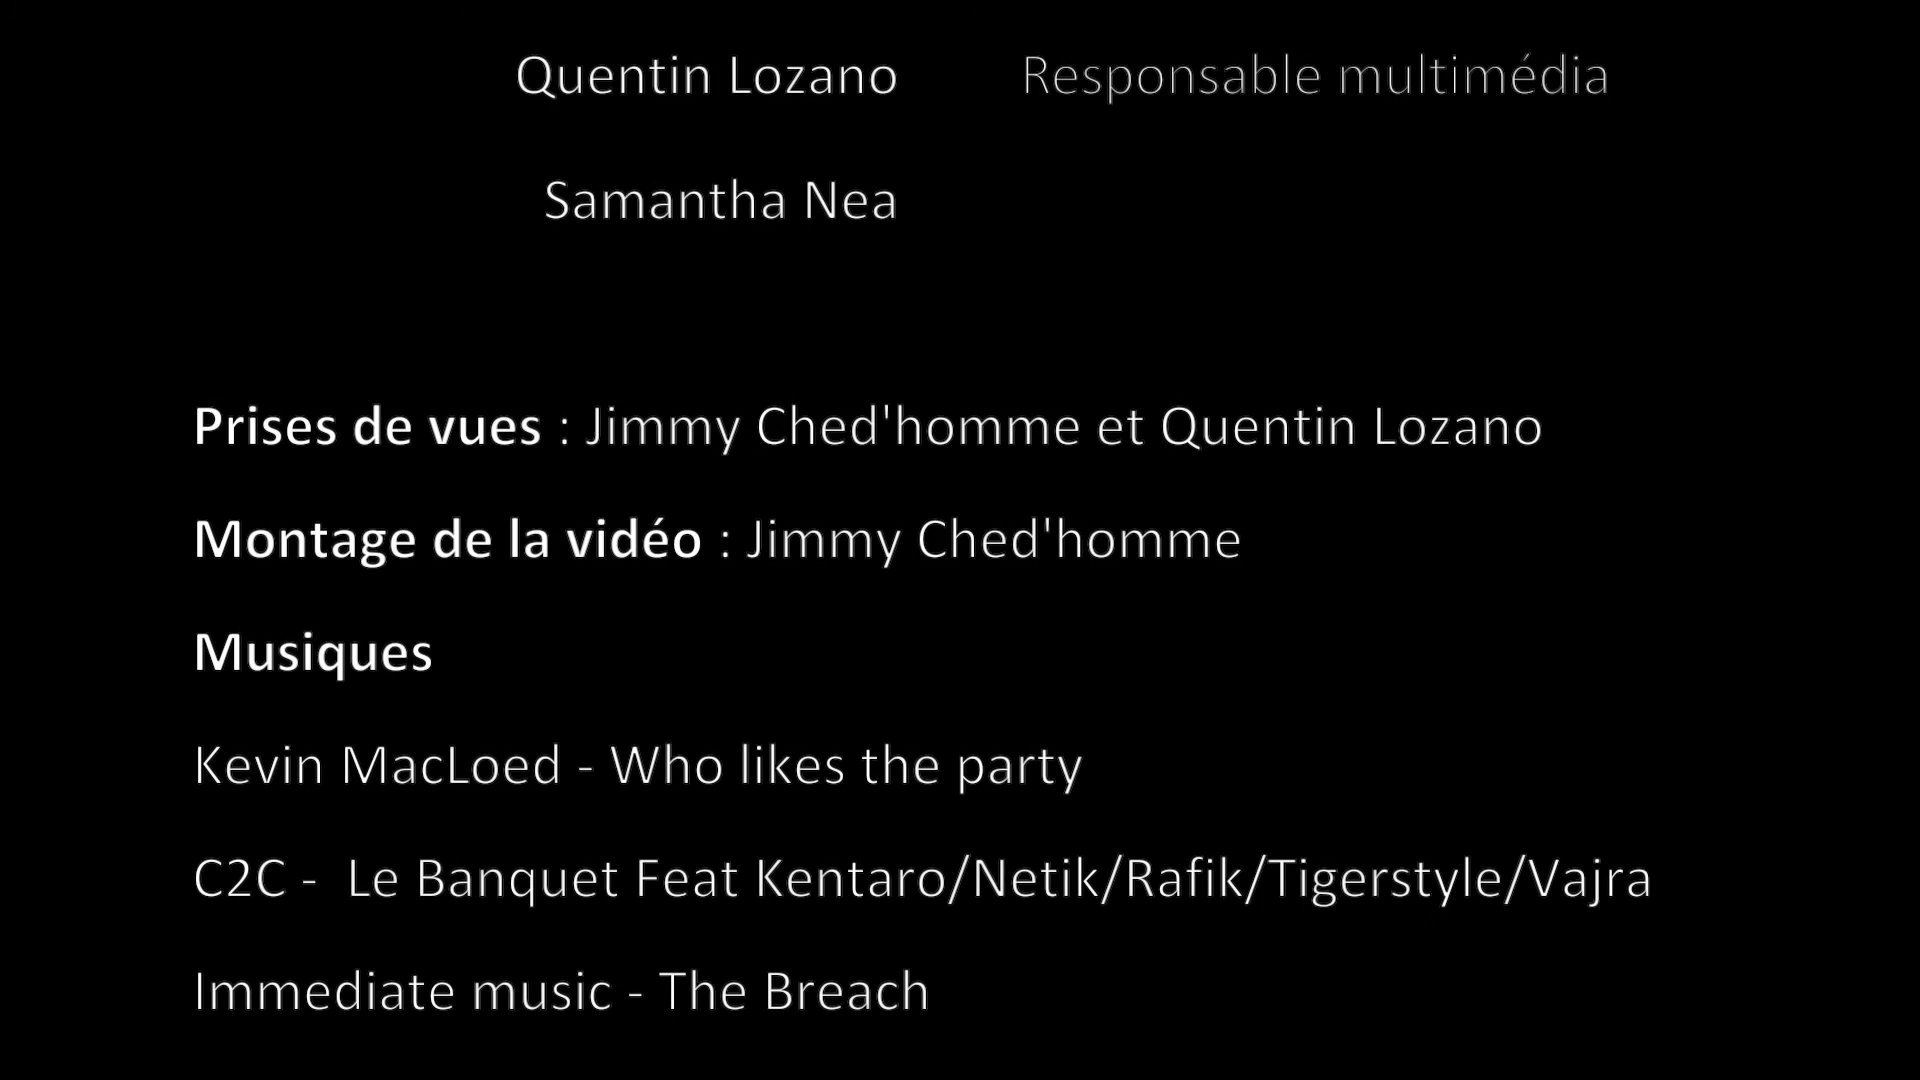 Quentin Lozano Responsable multimédia
Samantha Nea
Prises de vues : Jimmy Ched'homme et Quentin Lozano
Montage de la vidéo : Jimmy Ched'homme
Musiques
Kevin MacLoed - Who likes the party
C2C -  Le Banquet Feat Kentaro/Netik/Rafik/Tigerstyle/Vajra
Immediate music - The Breach